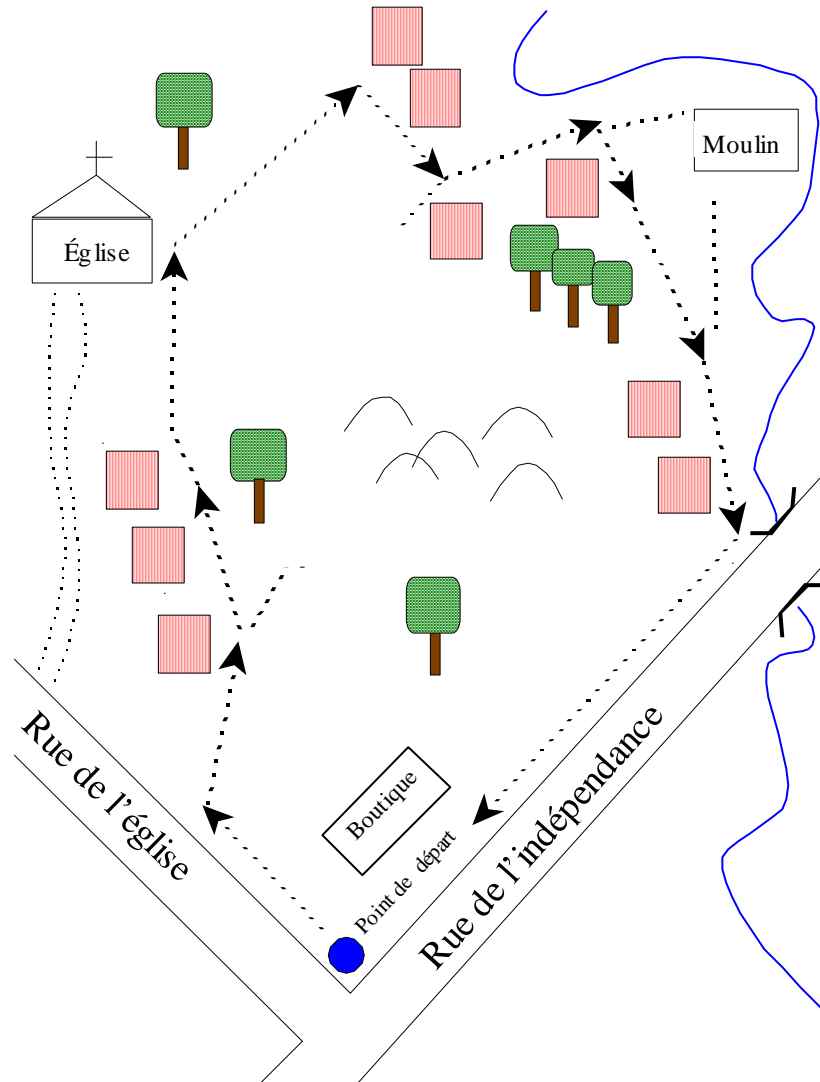 Moulin
Église
Rue de l'église
Boutique
Point de départ
Rue de l'indépendance